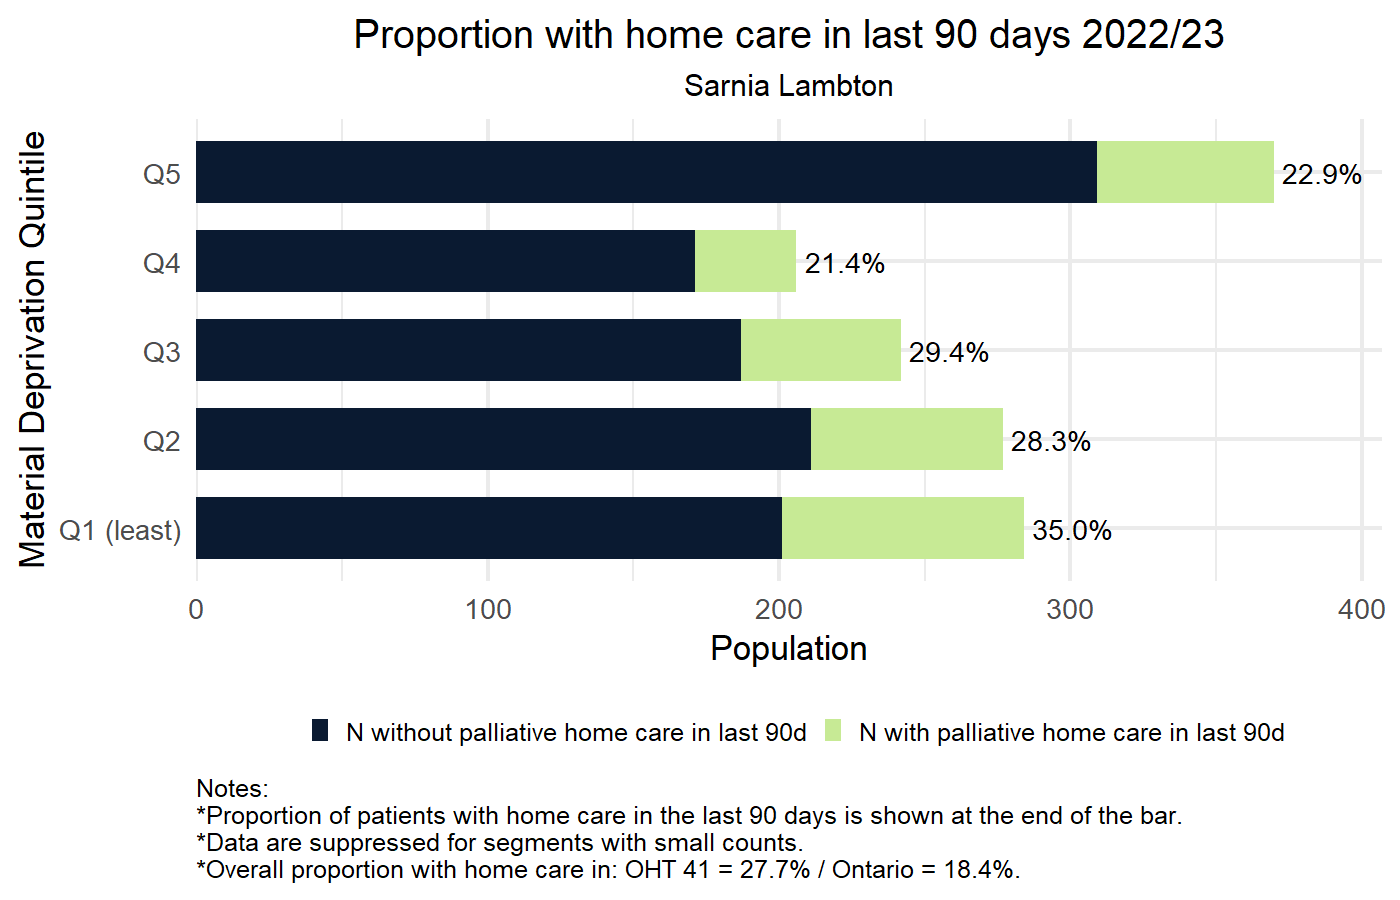 Proportion with home care in last 90 days 2022/23
Sarnia Lambton
Material Deprivation Quintile
Q5
22.9%
Q4
21.4%
Q3
29.4%
Q2
28.3%
Q1 (least)
35.0%
0 100 200 300 400
Population
N without palliative home care in last 90d N with palliative home care in last 90d
Notes:
*Proportion of patients with home care in the last 90 days is shown at the end of the bar.
*Data are suppressed for segments with small counts.
*Overall proportion with home care in: OHT 41 = 27.7% / Ontario = 18.4%.